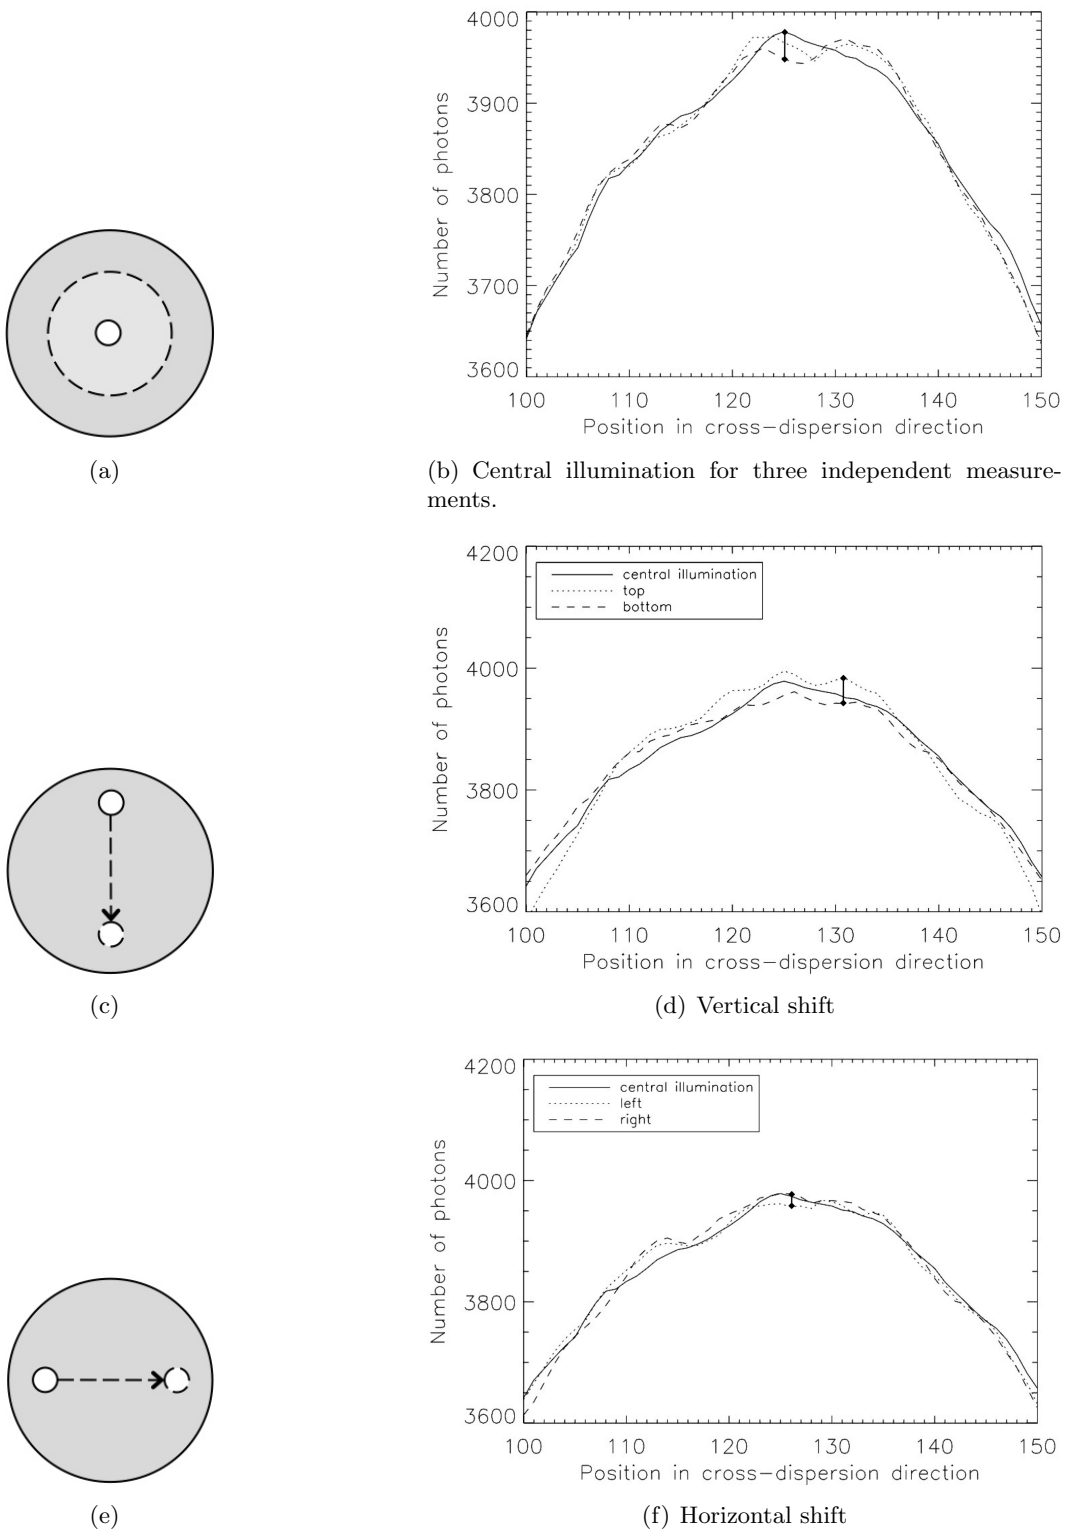 4000
3900
3800
3700
3600
Number of photons
100 110 120 130 140 150
Position in cross-dispersion direction
(a)
(b) Central illumination for three independent measure-
ments.
4200
4000
3800
3600
Number of photons
central illumination
top
bottom
100 110 120 130 140 150
Position in cross-dispersion direction
(c)
(d) Vertical shift
4200
4000
3800
3600
Number of photons
central illumination
left
right
100 110 120 130 140 150
Position in cross-dispersion direction
(e)
(f) Horizontal shift